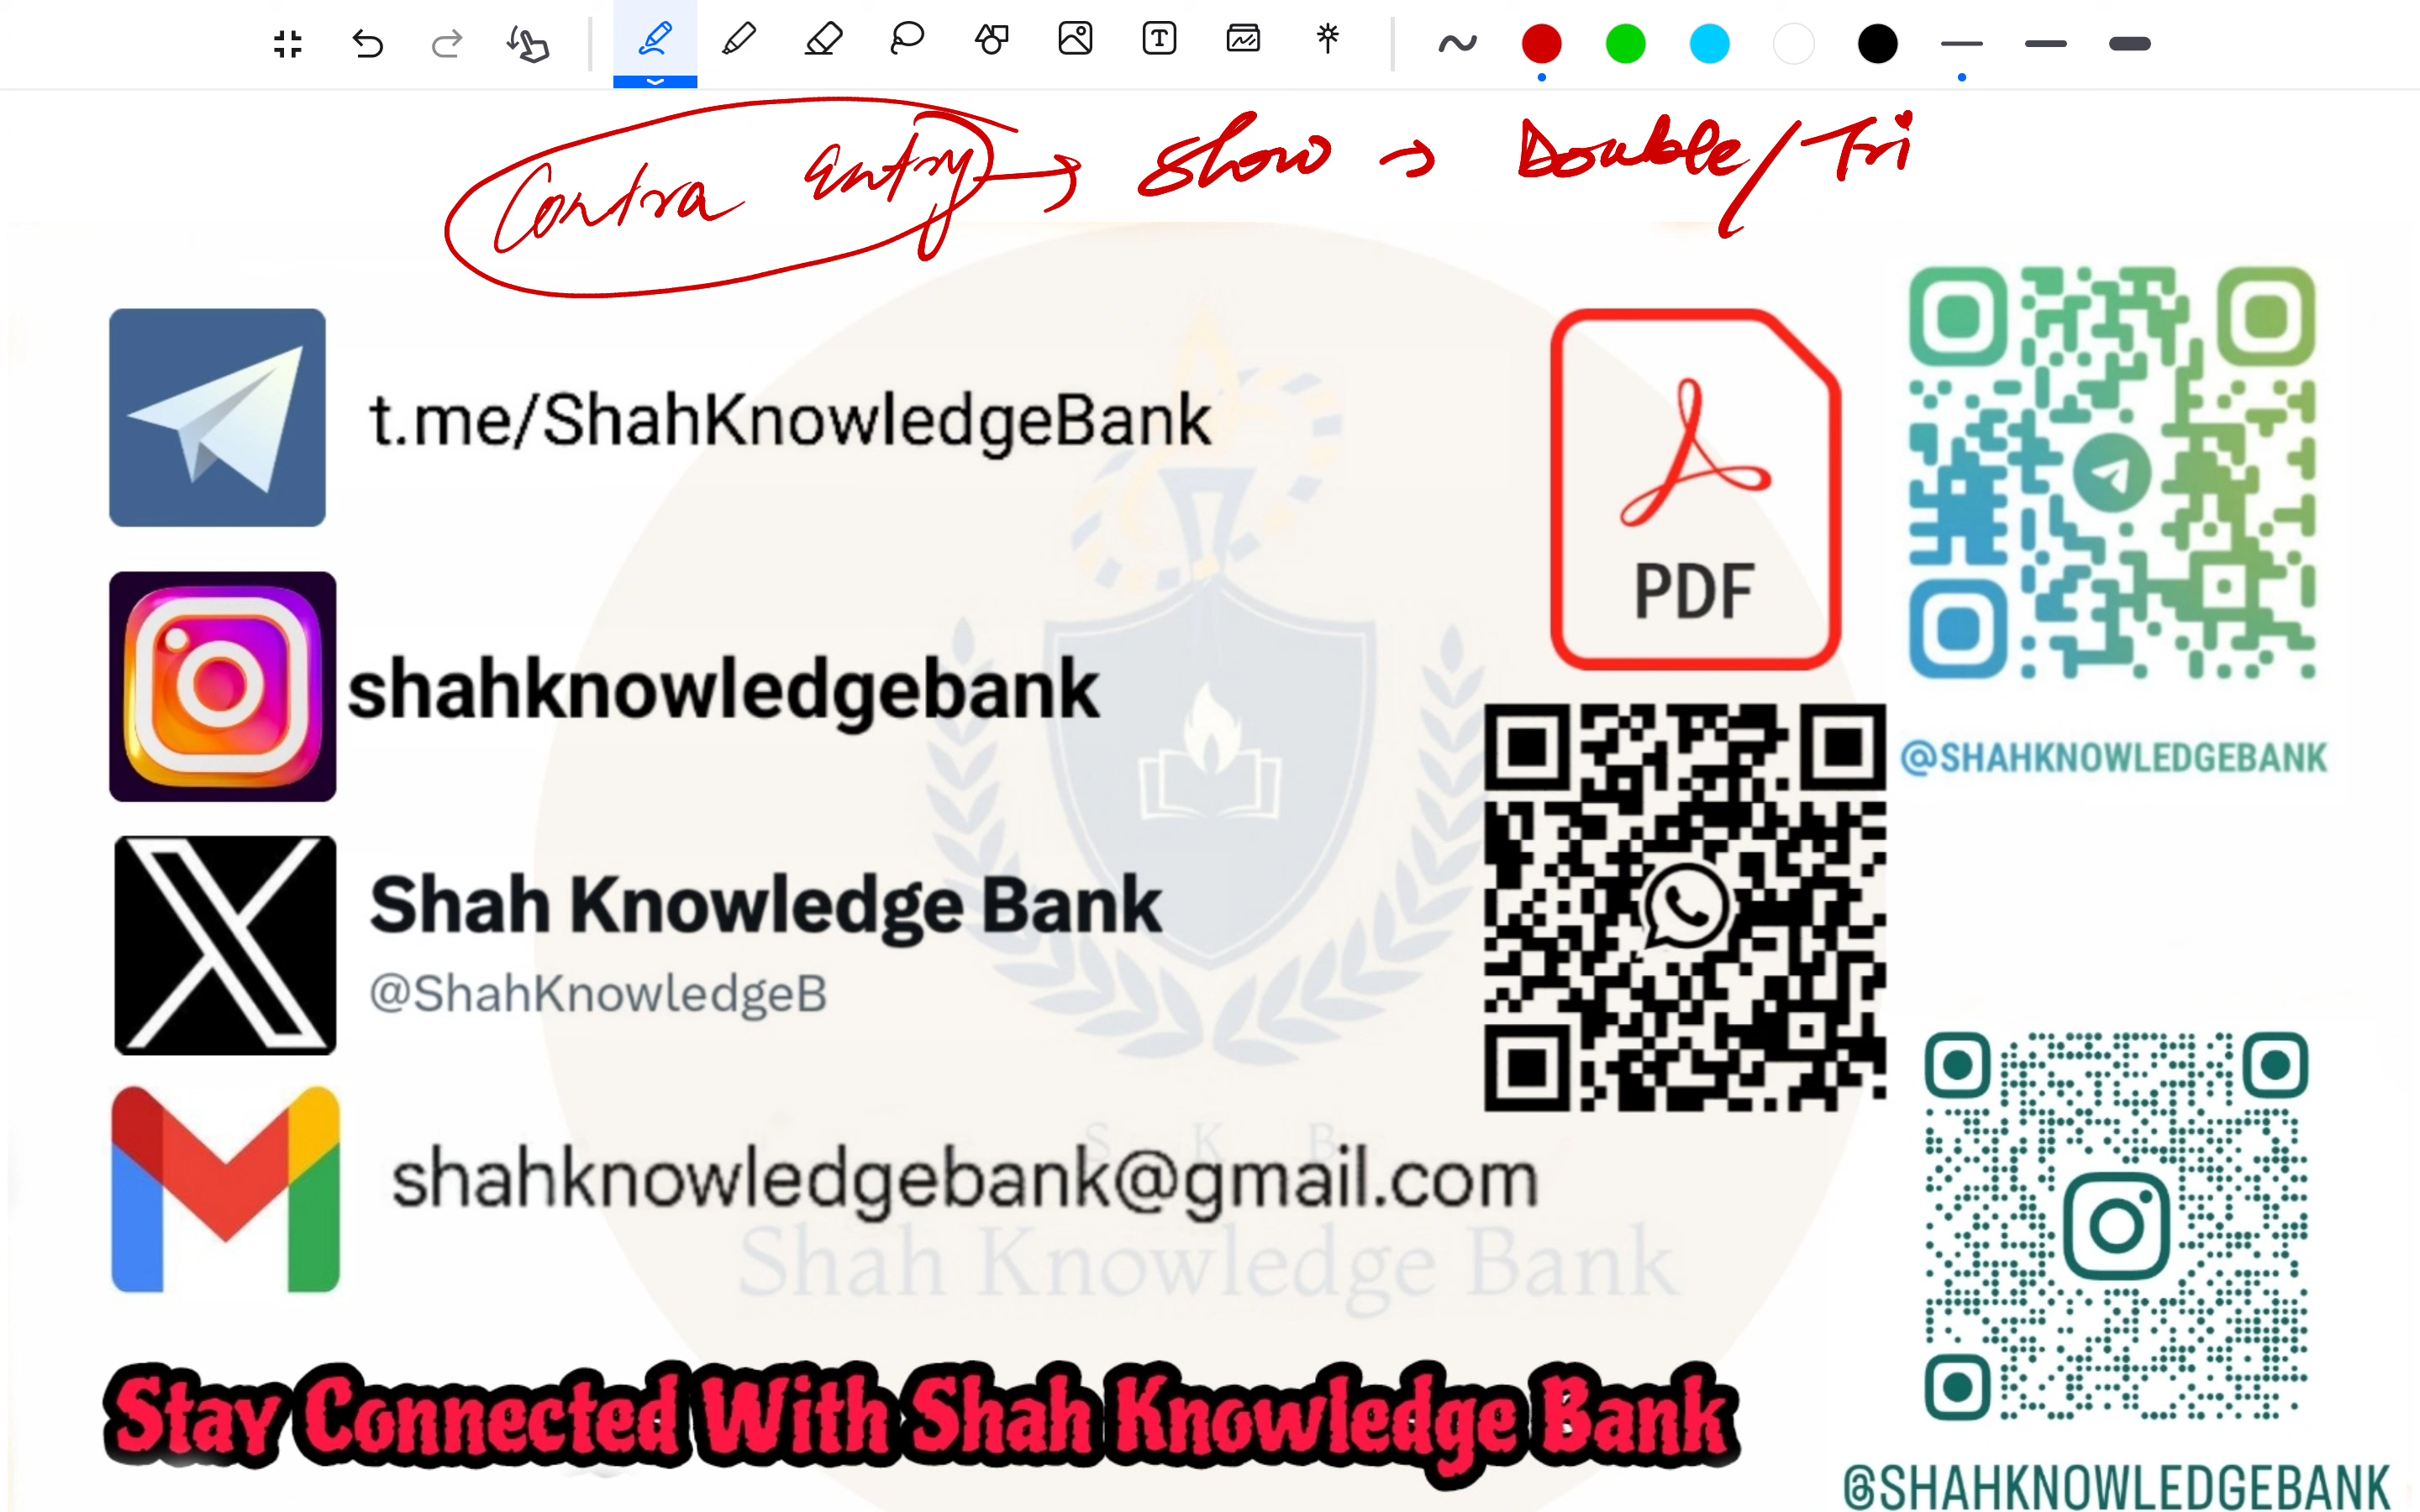 Contra Entry → Show → Double/Tri
t.me/ShahKnowledgeBank
PDF
shahknowledgebank
@SHAHKNOWLEDGEBANK
Shah Knowledge Bank
@ShahKnowledgeB
S K B
shahknowledgebank@gmail.com
Shah Knowledge Bank
Stay Connected With Shah Knowledge Bank
@SHAHKNOWLEDGEBANK